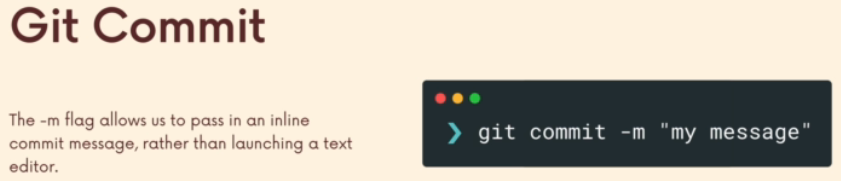 Git Commit
The -m flag allows us to pass in an inline
commit message, rather than launching a text
editor.
❯ git commit -m "my message"